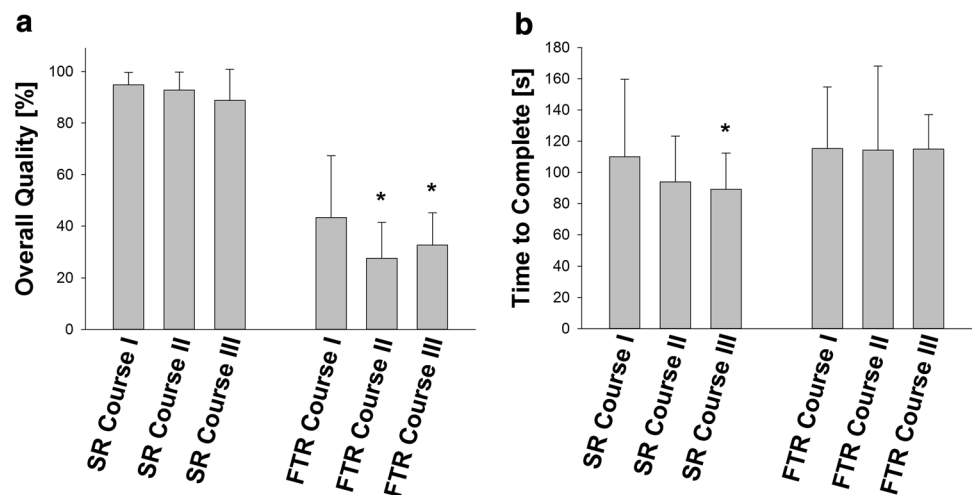 a
Overall Quality [%]
100
80
60
40
20
0
*
*
SR Course I
SR Course II
SR Course III
FTR Course I
FTR Course II
FTR Course III
b
Time to Complete [s]
180
160
140
120
100
80
60
40
20
0
*
SR Course I
SR Course II
SR Course III
FTR Course I
FTR Course II
FTR Course III